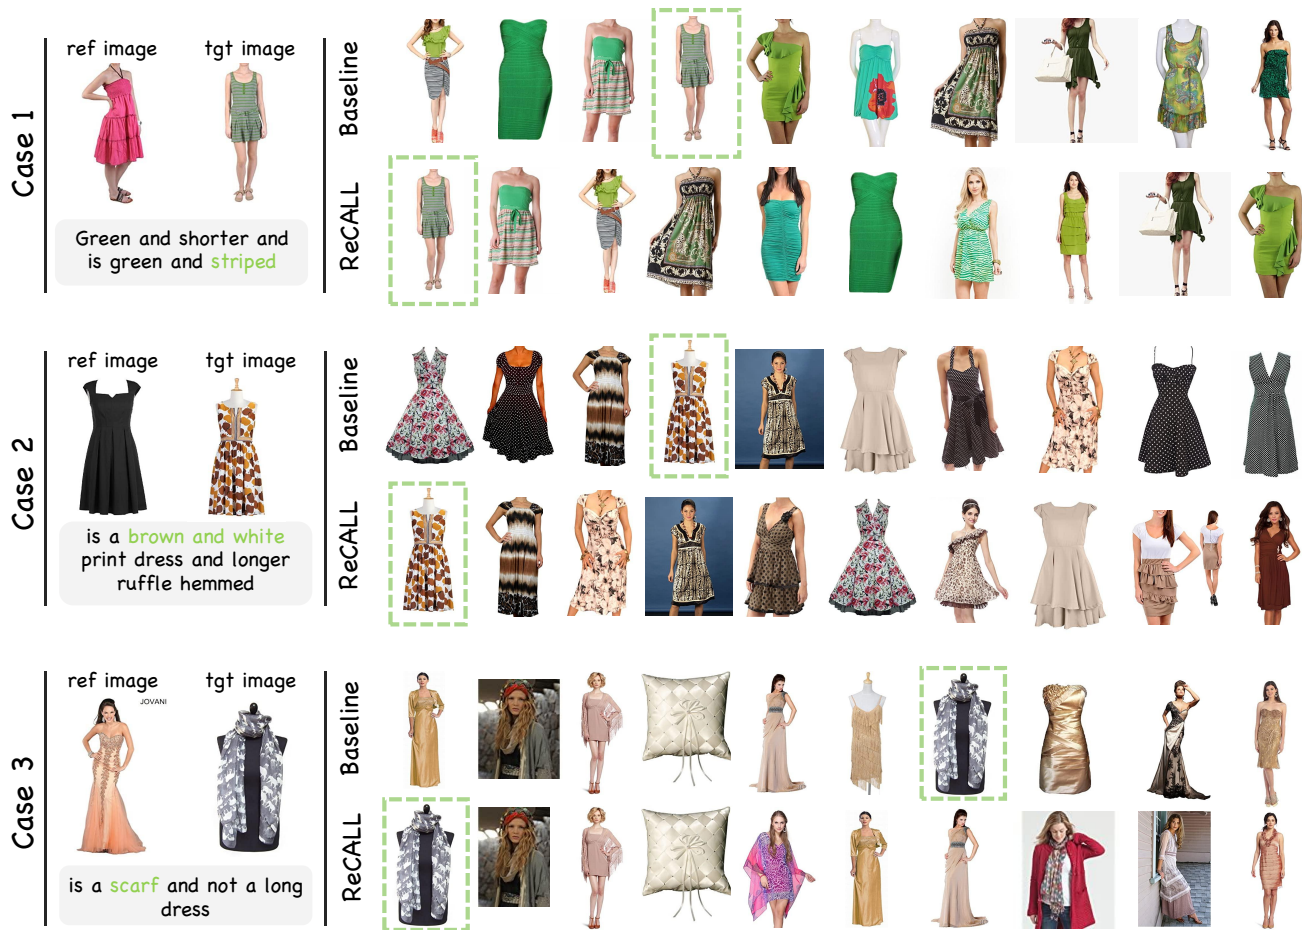 Case 1
ref image
tgt image
Green and shorter and
is green and striped
Baseline
ReCALL
Case 2
ref image
tgt image
is a brown and white
print dress and longer
ruffle hemmed
Baseline
ReCALL
Case 3
ref image
tgt image
JOVANI
is a scarf and not a long
dress
Baseline
ReCALL